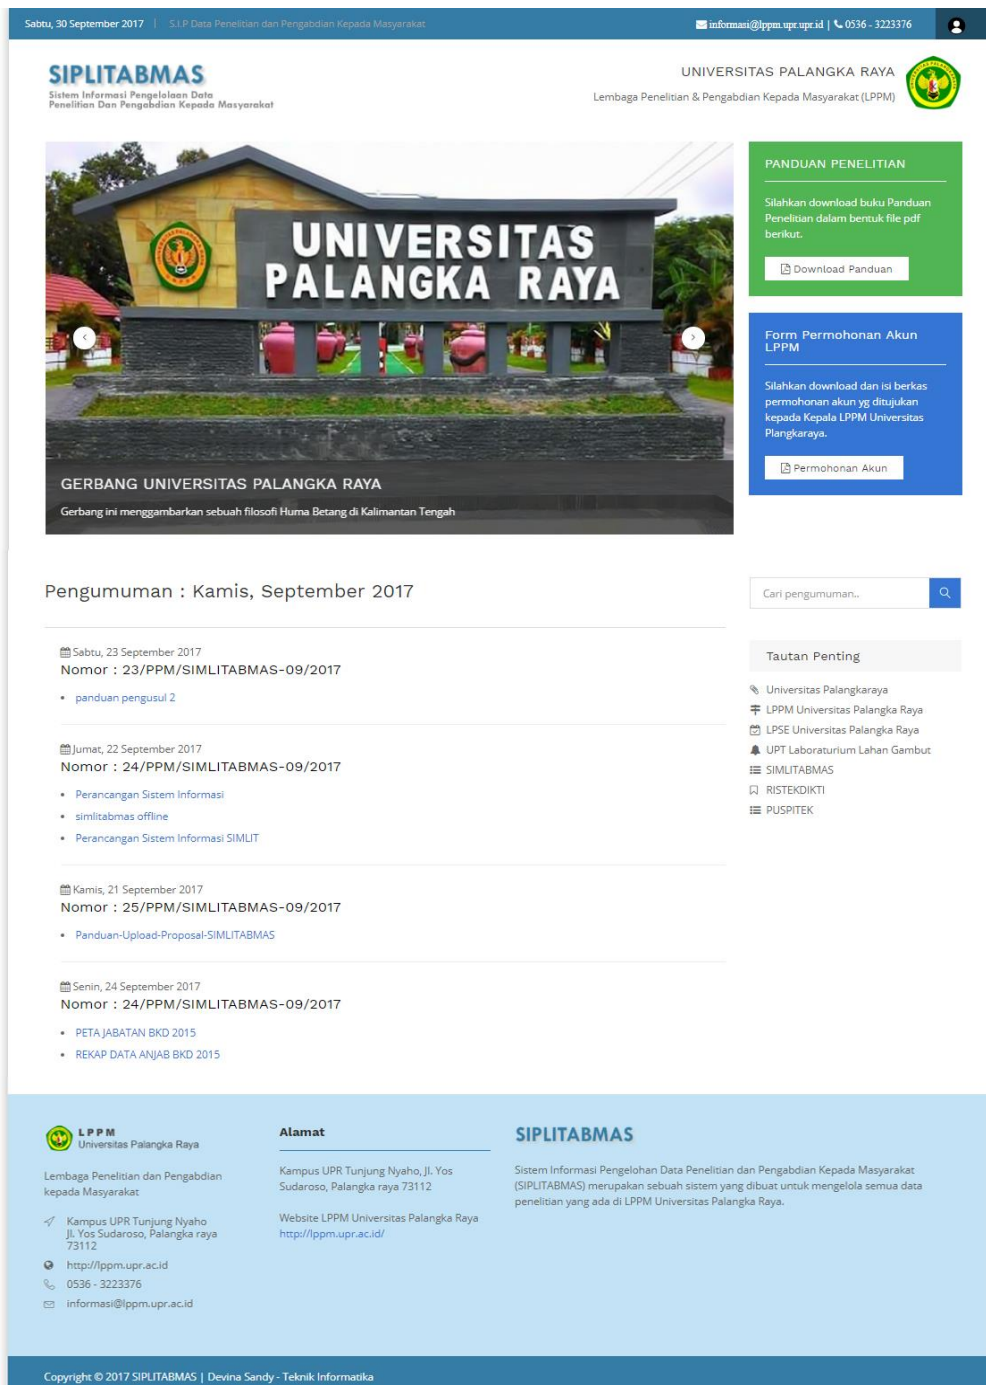 Sabtu, 30 September 2017 | S.I.P Data Penelitian dan Pengabdian Kepada Masyarakat
informasi@lppm.upr.upr.id | 0536 - 3223376
SIPLITABMAS
Sistem Informasi Pengelolaan Data
Penelitian Dan Pengabdian Kepada Masyarakat
UNIVERSITAS PALANGKA RAYA
Lembaga Penelitian & Pengabdian Kepada Masyarakat (LPPM)
UNIVERSITAS
PALANGKA RAYA
GERBANG UNIVERSITAS PALANGKA RAYA
Gerbang ini menggambarkan sebuah filosofi Huma Betang di Kalimantan Tengah
PANDUAN PENELITIAN
Silahkan download buku Panduan
Penelitian dalam bentuk file pdf
berikut.
Download Panduan
Form Permohonan Akun
LPPM
Silahkan download dan isi berkas
permohonan akun yg ditujukan
kepada Kepala LPPM Universitas
Plangkaraya.
Permohonan Akun
Pengumuman : Kamis, September 2017
Sabtu, 23 September 2017
Nomor : 23/PPM/SIMLITABMAS-09/2017
• panduan pengusul 2
Jumat, 22 September 2017
Nomor : 24/PPM/SIMLITABMAS-09/2017
• Perancangan Sistem Informasi
• simlitabmas offline
• Perancangan Sistem Informasi SIMLIT
Kamis, 21 September 2017
Nomor : 25/PPM/SIMLITABMAS-09/2017
• Panduan-Upload-Proposal-SIMLITABMAS
Senin, 24 September 2017
Nomor : 24/PPM/SIMLITABMAS-09/2017
• PETA JABATAN BKD 2015
• REKAP DATA ANJAB BKD 2015
Cari pengumuman..
Tautan Penting
Universitas Palangkaraya
LPPM Universitas Palangka Raya
LPSE Universitas Palangka Raya
UPT Laboraturium Lahan Gambut
SIMLITABMAS
RISTEKDIKTI
PUSPITEK
L P P M
Universitas Palangka Raya
Lembaga Penelitian dan Pengabdian
kepada Masyarakat
Kampus UPR Tunjung Nyaho
Jl. Yos Sudaroso, Palangka raya
73112
http://lppm.upr.ac.id
0536 - 3223376
informasi@lppm.upr.ac.id
Alamat
Kampus UPR Tunjung Nyaho, Jl. Yos
Sudaroso, Palangka raya 73112
Website LPPM Universitas Palangka Raya
http://lppm.upr.ac.id/
SIPLITABMAS
Sistem Informasi Pengelohan Data Penelitian dan Pengabdian Kepada Masyarakat
(SIPLITABMAS) merupakan sebuah sistem yang dibuat untuk mengelola semua data
penelitian yang ada di LPPM Universitas Palangka Raya.
Copyright © 2017 SIPLITABMAS | Devina Sandy - Teknik Informatika